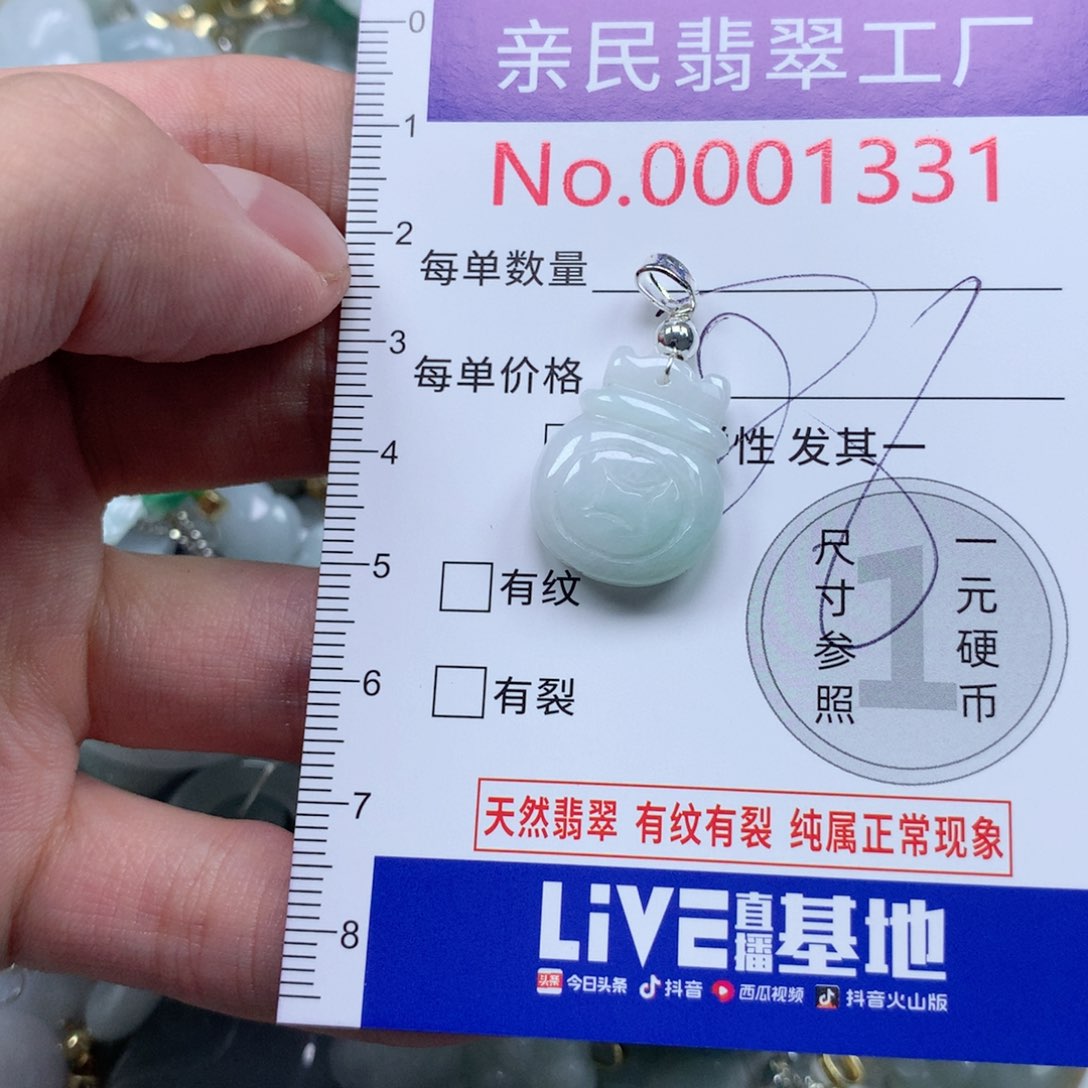 亲民翡翠工厂
No.0001331
0
1
2
3
4
5
6
7
8
每单数量
每单价格
性 发其一
有纹
有裂
1
尺寸参照
一元硬币
天然翡翠 有纹有裂 纯属正常现象
LiVE直播基地
头条 今日头条 抖音 西瓜视频 抖音火山版